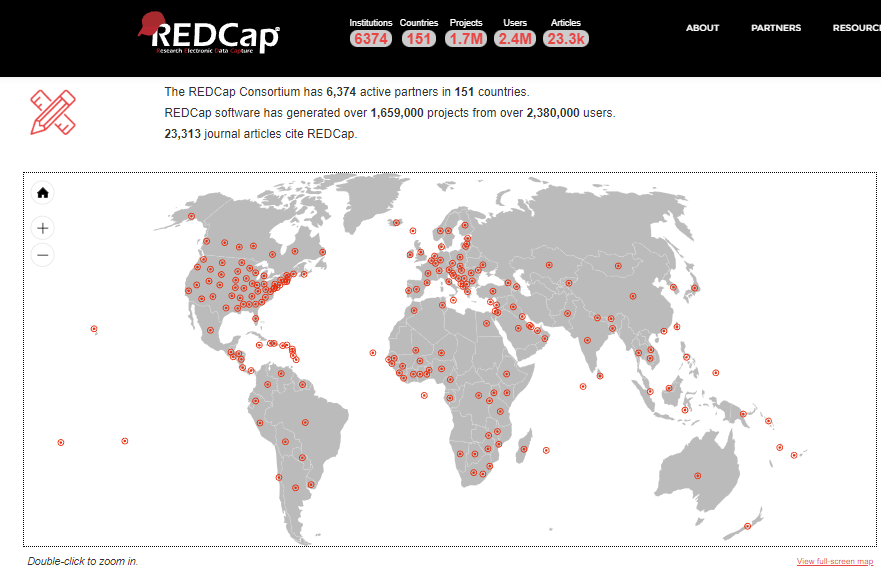 REDCap®
Research Electronic Data Capture
Institutions Countries Projects Users Articles
6374 151 1.7M 2.4M 23.3k
ABOUT PARTNERS RESOURC
The REDCap Consortium has 6,374 active partners in 151 countries.
REDCap software has generated over 1,659,000 projects from over 2,380,000 users.
23,313 journal articles cite REDCap.
Double-click to zoom in.
View full-screen map